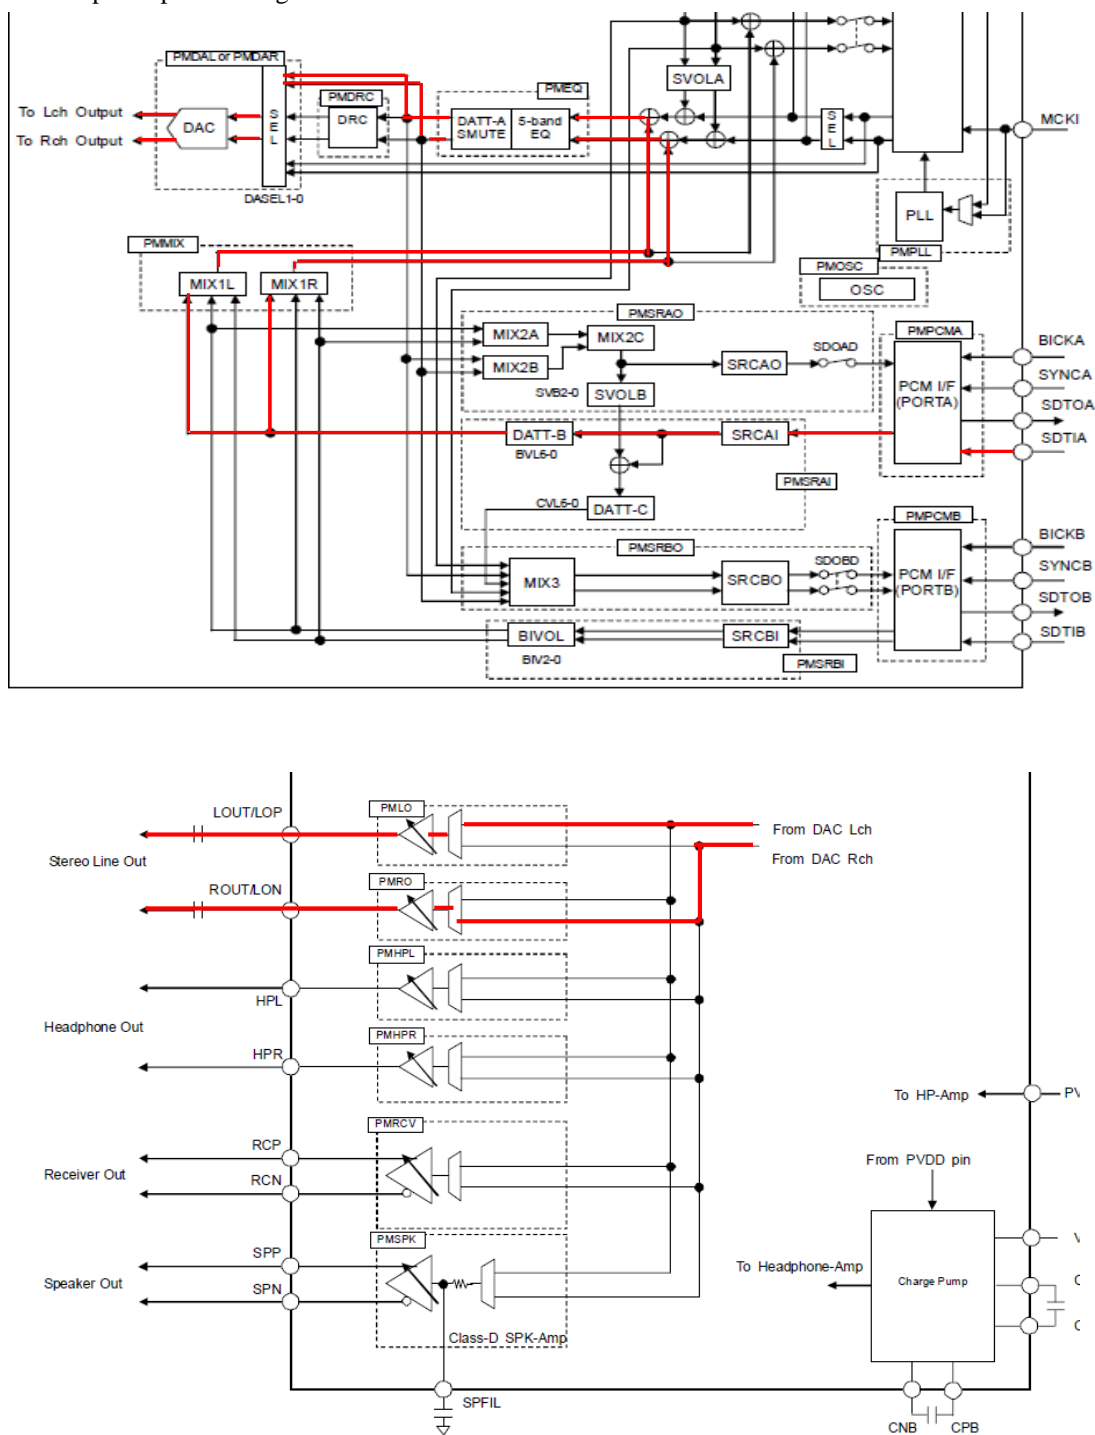 PMDAL or PMDAR
To Lch Output
To Rch Output
DAC
S
E
L
DASEL1-0
PMDRC
DRC
PMEQ
DATT-A
SMUTE
5-band
EQ
SVOLA
S
E
L
MCKI
PLL
PMPLL
PMOSC
OSC
PMMIX
MIX1L
MIX1R
PMSRAO
MIX2A
MIX2B
MIX2C
SVB2-0
SVOLB
SRCAO
SDOAD
PMPCMA
PCM I/F
(PORTA)
BICKA
SYNCA
SDTOA
SDTIA
DATT-B
BVL6-0
SRCAI
PMSRAI
CVL6-0
DATT-C
PMSRBO
MIX3
SRCBO
SDOBD
PMPCMB
PCM I/F
(PORTB)
BICKB
SYNCB
SDTOB
SDTIB
BIVOL
BIV2-0
SRCBI
PMSRBI
LOUT/LOP
Stereo Line Out
ROUT/LON
PMLO
PMRO
From DAC Lch
From DAC Rch
PMHPL
HPL
Headphone Out
HPR
PMHPR
PMRCV
RCP
Receiver Out
RCN
PMSPK
SPP
Speaker Out
SPN
Class-D SPK-Amp
SPFIL
To HP-Amp
From PVDD pin
To Headphone-Amp
Charge Pump
CNB
CPB